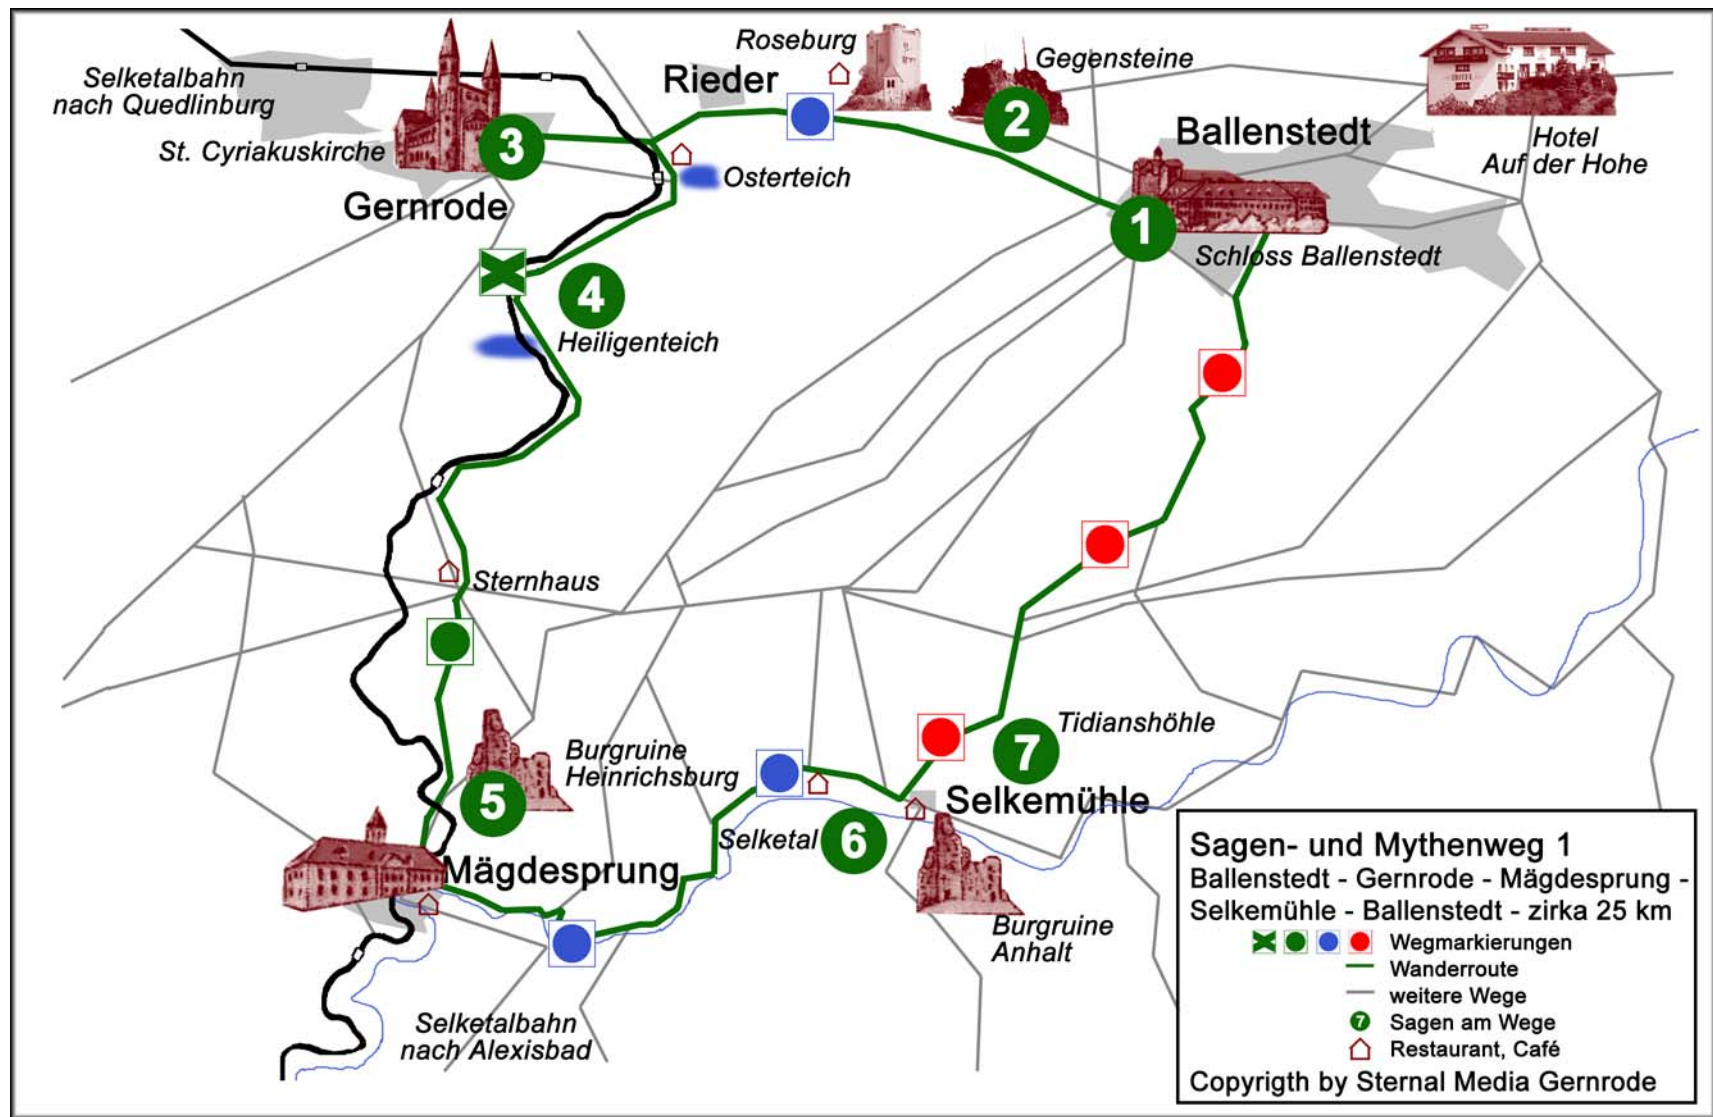 Selketalbahn
nach Quedlinburg
St. Cyriakuskirche
3
Gernrode
Rieder
Roseburg
Gegensteine
2
Ballenstedt
Hotel
Auf der Hohe
Osterteich
1
Schloss Ballenstedt
4
Heiligenteich
Sternhaus
Burgruine
Heinrichsburg
5
Mägdesprung
Selketal
6
7
Tidianshöhle
Selkemühle
Burgruine
Anhalt
Selketalbahn
nach Alexisbad
Sagen- und Mythenweg 1
Ballenstedt - Gernrode - Mägdesprung -
Selkemühle - Ballenstedt - zirka 25 km
Wegmarkierungen
Wanderroute
weitere Wege
7 Sagen am Wege
Restaurant, Café
Copyrigth by Sternal Media Gernrode